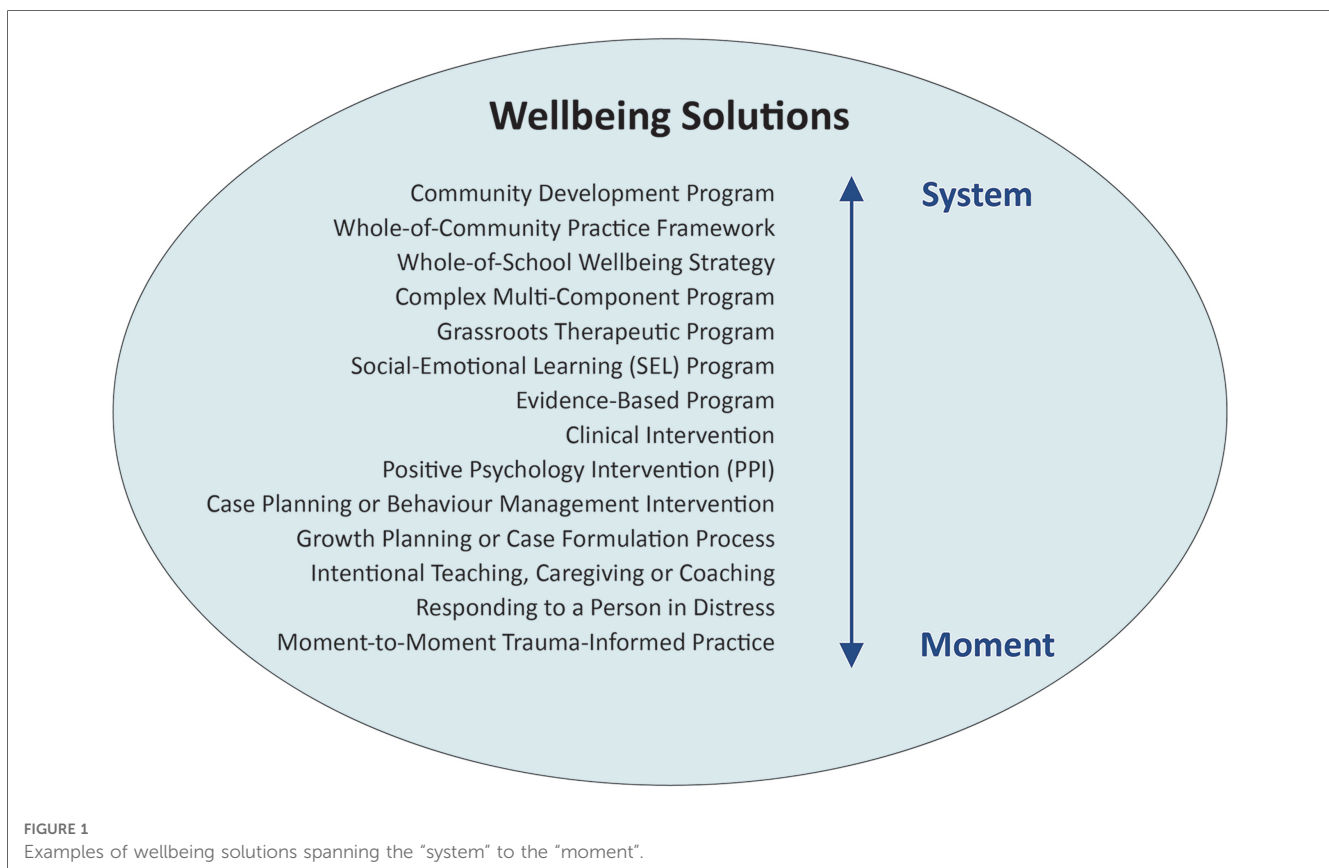 Wellbeing Solutions
Community Development Program
Whole-of-Community Practice Framework
Whole-of-School Wellbeing Strategy
Complex Multi-Component Program
Grassroots Therapeutic Program
Social-Emotional Learning (SEL) Program
Evidence-Based Program
Clinical Intervention
Positive Psychology Intervention (PPI)
Case Planning or Behaviour Management Intervention
Growth Planning or Case Formulation Process
Intentional Teaching, Caregiving or Coaching
Responding to a Person in Distress
Moment-to-Moment Trauma-Informed Practice
System
Moment
FIGURE 1
Examples of wellbeing solutions spanning the “system” to the “moment”.